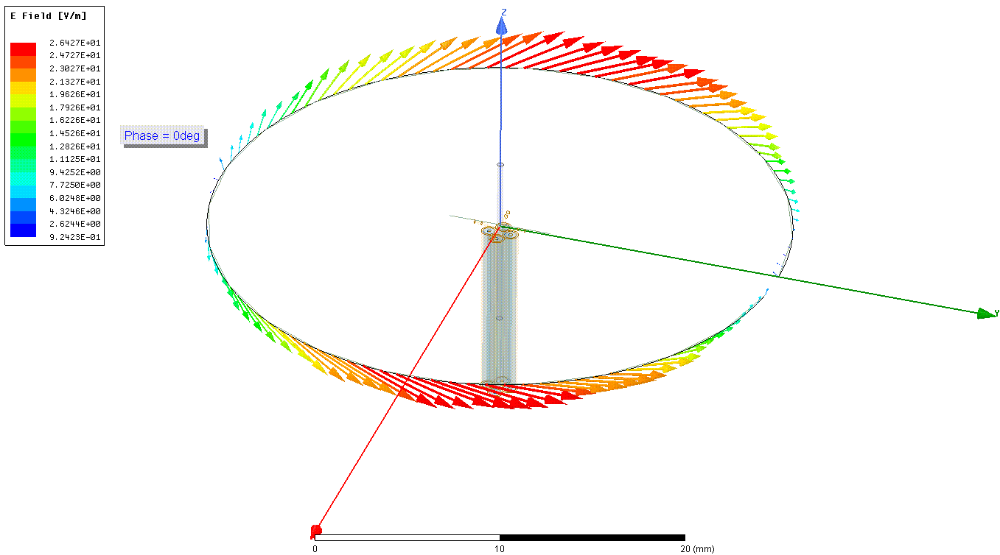 E Field [V/m]
2.6427E+01
2.4727E+01
2.3027E+01
2.1327E+01
1.9626E+01
1.7926E+01
1.6226E+01
1.4526E+01
1.2826E+01
1.1125E+01
9.4252E+00
7.7250E+00
6.0248E+00
4.3246E+00
2.6244E+00
9.2423E-01
Phase = 0deg
Z
Y
0
10
20 (mm)